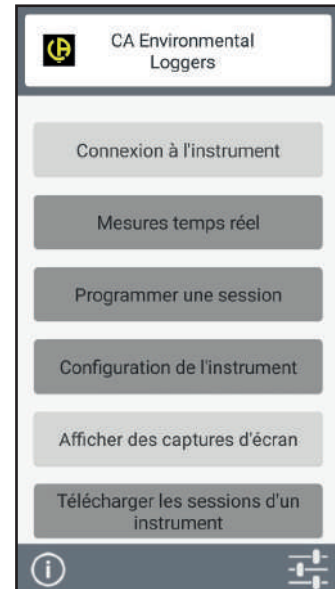 CA Environmental
Loggers
Connexion à l'instrument
Mesures temps réel
Programmer une session
Configuration de l'instrument
Afficher des captures d'écran
Télécharger les sessions d'un
instrument